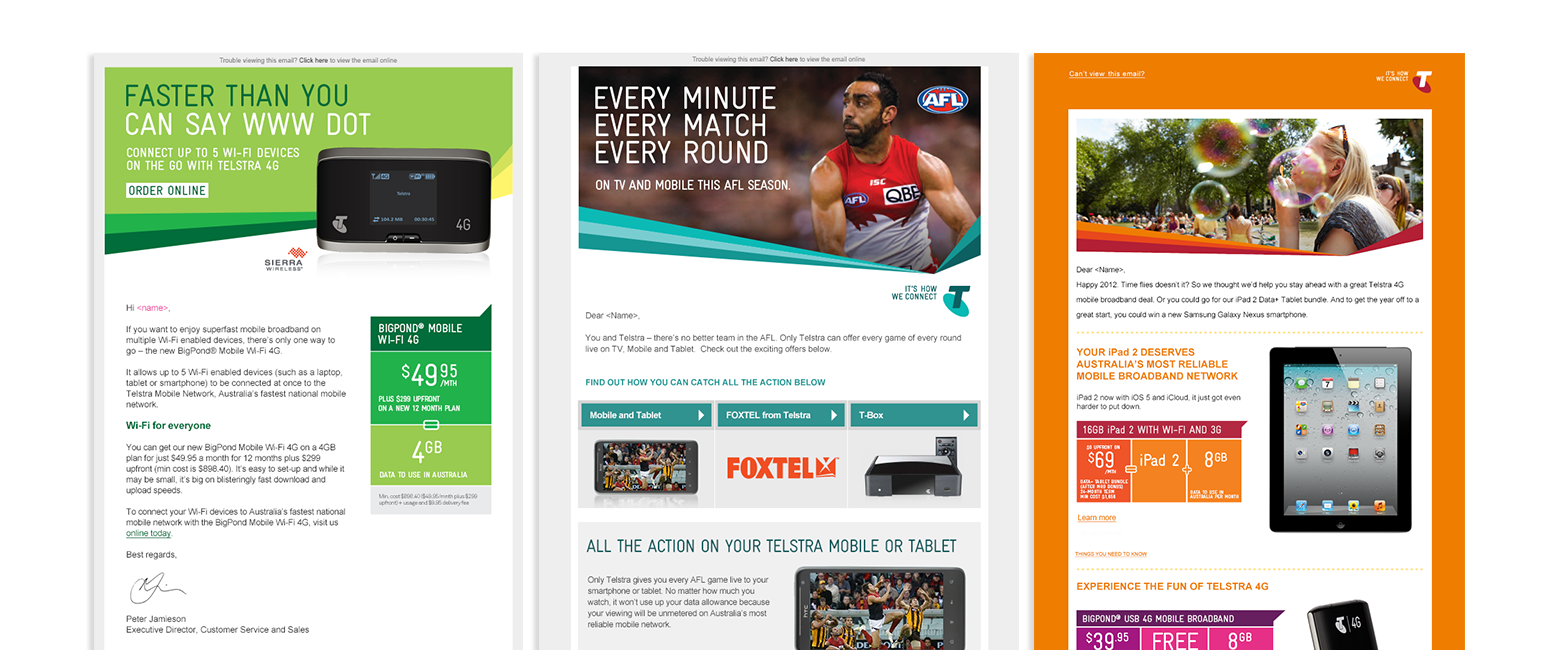 Trouble viewing this email? Click here to view the email online
FASTER THAN YOU
CAN SAY WWW DOT
CONNECT UP TO 5 WI-FI DEVICES
ON THE GO WITH TELSTRA 4G
ORDER ONLINE
4G
Telstra
104.2 MB
00:30:45
4G
SIERRA
WIRELESS®
Hi <name>,
If you want to enjoy superfast mobile broadband on
multiple Wi-Fi enabled devices, there's only one way to
go – the new BigPond® Mobile Wi-Fi 4G.
It allows up to 5 Wi-Fi enabled devices (such as a laptop,
tablet or smartphone) to be connected at once to the
Telstra Mobile Network, Australia's fastest national mobile
network.
Wi-Fi for everyone
You can get our new BigPond Mobile Wi-Fi 4G on a 4GB
plan for just $49.95 a month for 12 months plus $299
upfront (min cost is $898.40). It's easy to set-up and while it
may be small, it's big on blisteringly fast download and
upload speeds.
To connect your Wi-Fi devices to Australia's fastest national
mobile network with the BigPond Mobile Wi-Fi 4G, visit us
online today.
Best regards,
Peter Jamieson
Executive Director, Customer Service and Sales
BIGPOND® MOBILE
WI-FI 4G
$49.95
/MTH
PLUS $299 UPFRONT
ON A NEW 12 MONTH PLAN
4GB
DATA TO USE IN AUSTRALIA
Min. cost $898.40 ($49.95/month plus $299
upfront + usage and $9.95 delivery fee
Trouble viewing this email? Click here to view the email online
EVERY MINUTE
EVERY MATCH
EVERY ROUND
ON TV AND MOBILE THIS AFL SEASON.
AFL
ISC
AFL
QBE
IT'S HOW
WE CONNECT
Dear <Name>,
You and Telstra – there's no better team in the AFL. Only Telstra can offer every game of every round
live on TV, Mobile and Tablet.  Check out the exciting offers below.
FIND OUT HOW YOU CAN CATCH ALL THE ACTION BELOW
Mobile and Tablet
FOXTEL from Telstra
T-Box
FOXTEL
ALL THE ACTION ON YOUR TELSTRA MOBILE OR TABLET
Only Telstra gives you every AFL game live to your
smartphone or tablet. No matter how much you
watch, it won't use up your data allowance because
your viewing will be unmetered on Australia's most
reliable mobile network.
hTC
Can't view this email?
IT'S HOW
WE CONNECT
Dear <Name>,
Happy 2012. Time flies doesn't it? So we thought we'd help you stay ahead with a great Telstra 4G
mobile broadband deal. Or you could go for our iPad 2 Data+ Tablet bundle. And to get the year off to a
great start, you could win a new Samsung Galaxy Nexus smartphone.
YOUR iPad 2 DESERVES
AUSTRALIA'S MOST RELIABLE
MOBILE BROADBAND NETWORK
iPad 2 now with iOS 5 and iCloud, it just got even
harder to put down.
16GB iPad 2 WITH WI-FI AND 3G
$0 UPFRONT ON
$69
/MTH
DATA+ TABLET BUNDLE
(AFTER MRO BONUS)
24-MONTH TERM
iPad 2
8GB
DATA TO USE IN
AUSTRALIA PER MONTH
Learn more
THINGS YOU NEED TO KNOW
EXPERIENCE THE FUN OF TELSTRA 4G
BIGPOND® USB 4G MOBILE BROADBAND
$39.95
FREE
8GB
4G